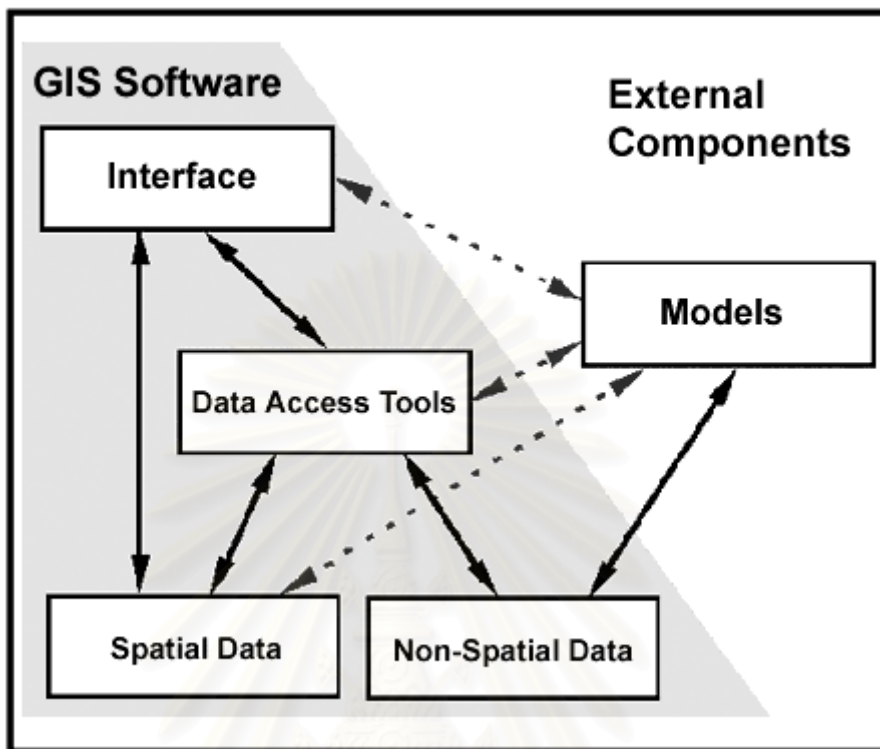 GIS Software
External
Components
Interface
Models
Data Access Tools
Spatial Data
Non-Spatial Data